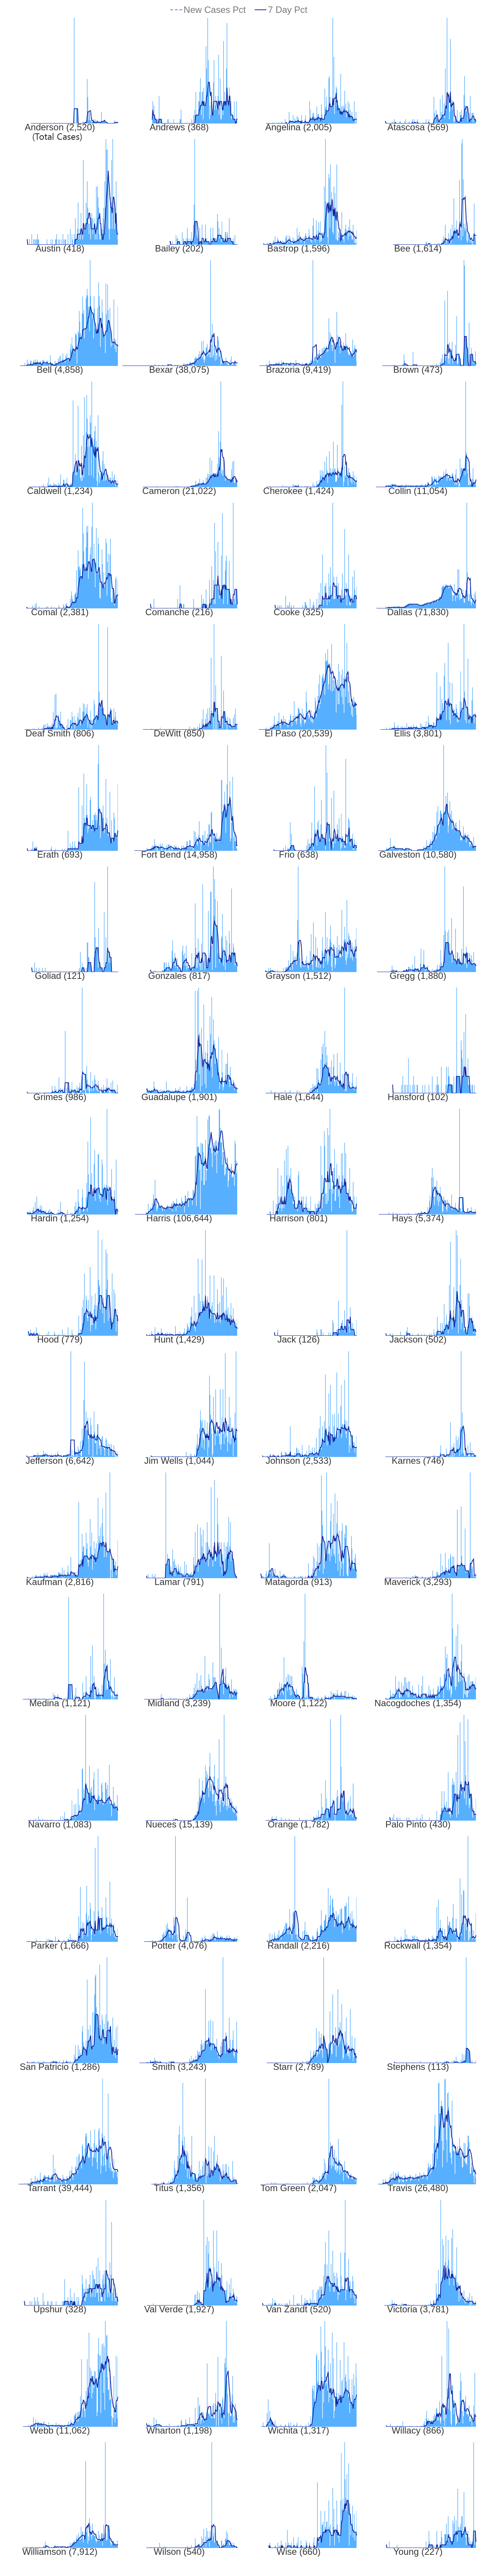 New Cases Pct 7 Day Pct
Anderson (2,520) Andrews (368) Angelina (2,005) Atascosa (569)
(Total Cases)
Austin (418) Bailey (202) Bastrop (1,596) Bee (1,614)
Bell (4,858) Bexar (38,075) Brazoria (9,419) Brown (473)
Caldwell (1,234) Cameron (21,022) Cherokee (1,424) Collin (11,054)
Comal (2,381) Comanche (216) Cooke (325) Dallas (71,830)
Deaf Smith (806) DeWitt (850) El Paso (20,539) Ellis (3,801)
Erath (693) Fort Bend (14,958) Frio (638) Galveston (10,580)
Goliad (121) Gonzales (817) Grayson (1,512) Gregg (1,880)
Grimes (986) Guadalupe (1,901) Hale (1,644) Hansford (102)
Hardin (1,254) Harris (106,644) Harrison (801) Hays (5,374)
Hood (779) Hunt (1,429) Jack (126) Jackson (502)
Jefferson (6,642) Jim Wells (1,044) Johnson (2,533) Karnes (746)
Kaufman (2,816) Lamar (791) Matagorda (913) Maverick (3,293)
Medina (1,121) Midland (3,239) Moore (1,122) Nacogdoches (1,354)
Navarro (1,083) Nueces (15,139) Orange (1,782) Palo Pinto (430)
Parker (1,666) Potter (4,076) Randall (2,216) Rockwall (1,354)
San Patricio (1,286) Smith (3,243) Starr (2,789) Stephens (113)
Tarrant (39,444) Titus (1,356) Tom Green (2,047) Travis (26,480)
Upshur (328) Val Verde (1,927) Van Zandt (520) Victoria (3,781)
Webb (11,062) Wharton (1,198) Wichita (1,317) Willacy (866)
Williamson (7,912) Wilson (540) Wise (660) Young (227)